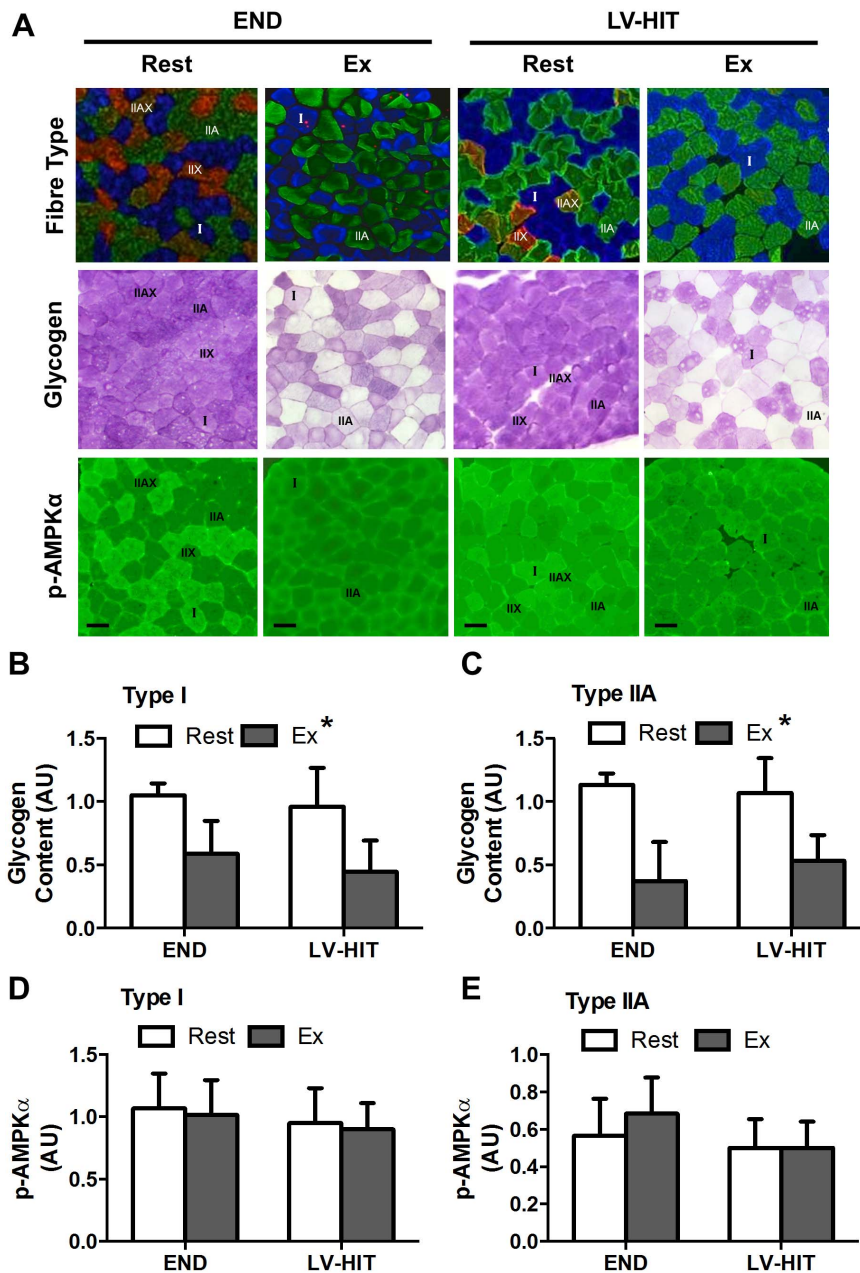 A
END LV-HIT
Rest Ex Rest Ex
Fibre Type
IIAX IIA IIX I
I IIA
I IIAX IIX IIA
I IIA
Glycogen
IIAX IIA IIX I
I IIA
I IIAX IIX IIA
I IIA
p-AMPKα
IIAX IIA IIX I
I IIA
I IIAX IIX IIA
I IIA
B
Type I
Rest Ex *
Glycogen
Content (AU)
1.5
1.0
0.5
0.0
END LV-HIT
C
Type IIA
Rest Ex *
Glycogen
Content (AU)
1.5
1.0
0.5
0.0
END LV-HIT
D
Type I
Rest Ex
p-AMPKα
(AU)
1.5
1.0
0.5
0.0
END LV-HIT
E
Type IIA
Rest Ex
p-AMPKα
(AU)
1.0
0.8
0.6
0.4
0.2
0.0
END LV-HIT